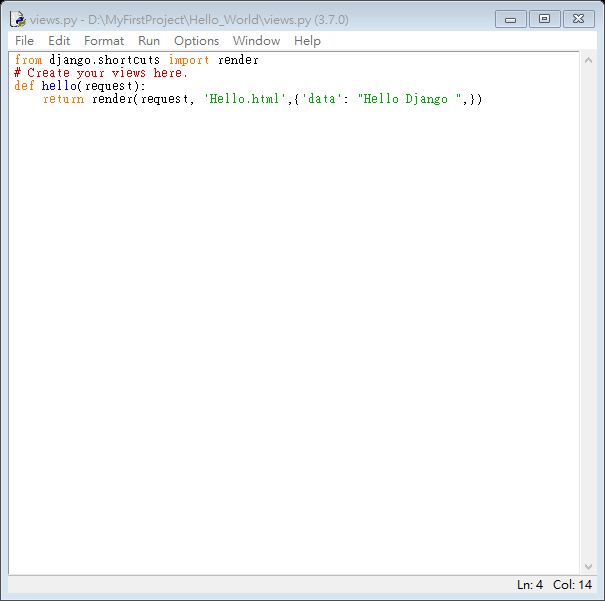 views.py - D:\MyFirstProject\Hello_World\views.py (3.7.0)
File Edit Format Run Options Window Help
from django.shortcuts import render
# Create your views here.
def hello(request):
    return render(request, 'Hello.html',{'data': "Hello Django ",})
Ln: 4 Col: 14